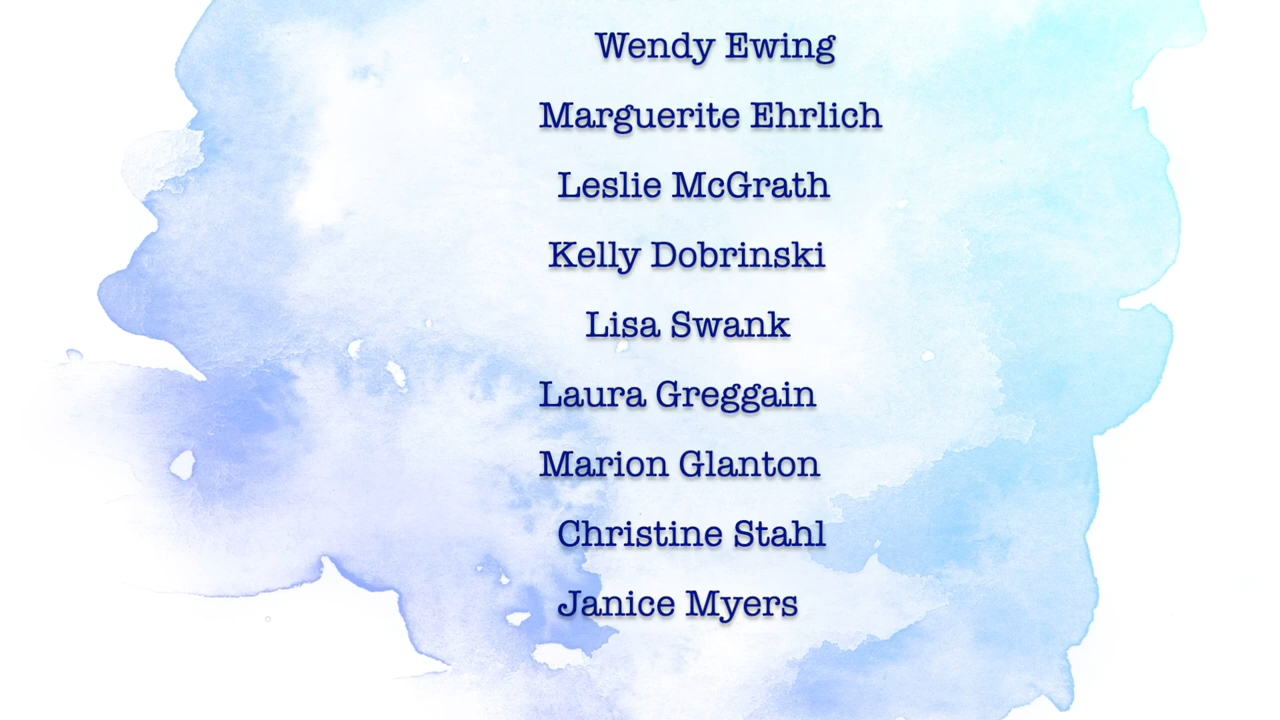 Wendy Ewing
Marguerite Ehrlich
Leslie McGrath
Kelly Dobrinski
Lisa Swank
Laura Greggain
Marion Glanton
Christine Stahl
Janice Myers